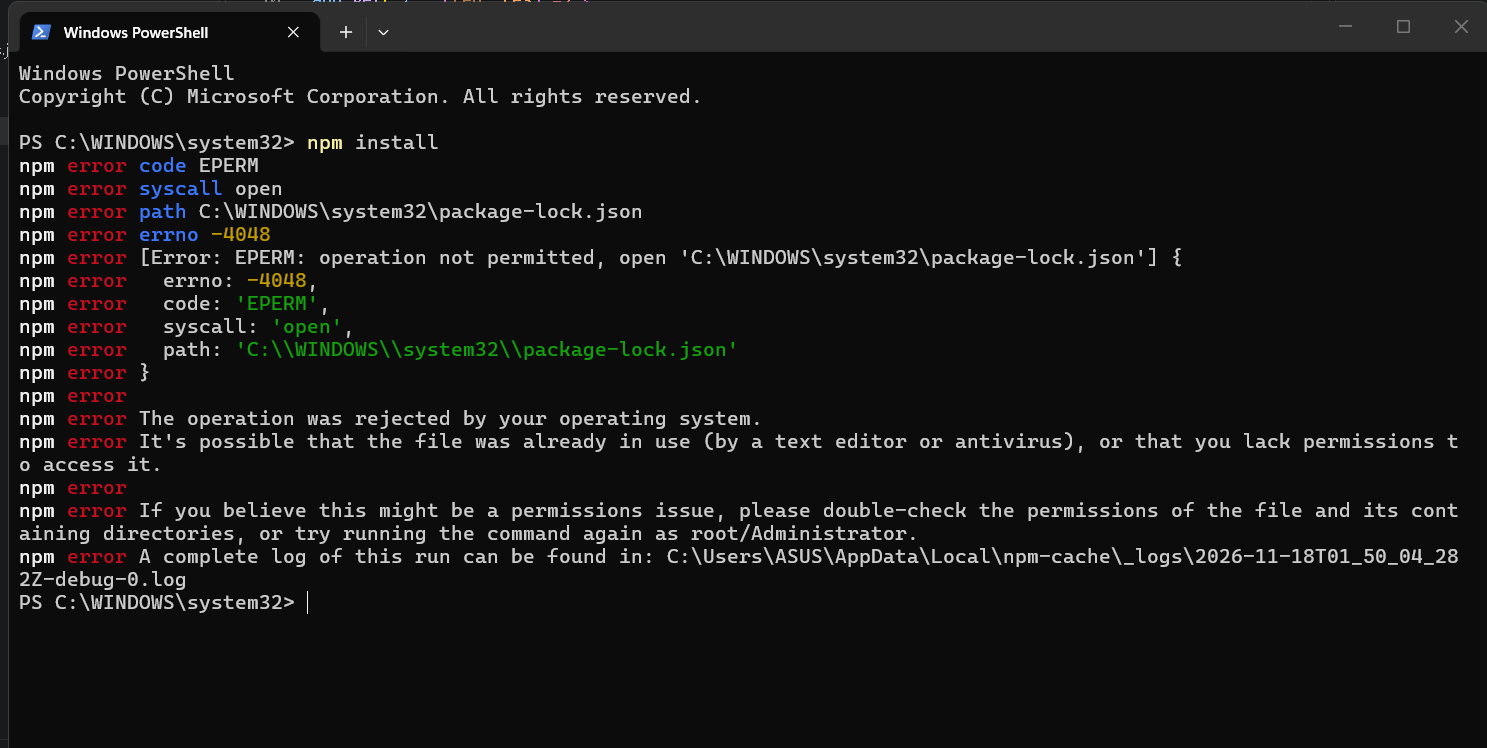 Windows PowerShell
Windows PowerShell
Copyright (C) Microsoft Corporation. All rights reserved.
PS C:\WINDOWS\system32> npm install
npm error code EPERM
npm error syscall open
npm error path C:\WINDOWS\system32\package-lock.json
npm error errno -4048
npm error [Error: EPERM: operation not permitted, open 'C:\WINDOWS\system32\package-lock.json'] {
npm error   errno: -4048,
npm error   code: 'EPERM',
npm error   syscall: 'open',
npm error   path: 'C:\\WINDOWS\\system32\\package-lock.json'
npm error }
npm error
npm error The operation was rejected by your operating system.
npm error It's possible that the file was already in use (by a text editor or antivirus), or that you lack permissions t
o access it.
npm error
npm error If you believe this might be a permissions issue, please double-check the permissions of the file and its cont
aining directories, or try running the command again as root/Administrator.
npm error A complete log of this run can be found in: C:\Users\ASUS\AppData\Local\npm-cache\_logs\2026-11-18T01_50_04_28
2Z-debug-0.log
PS C:\WINDOWS\system32>